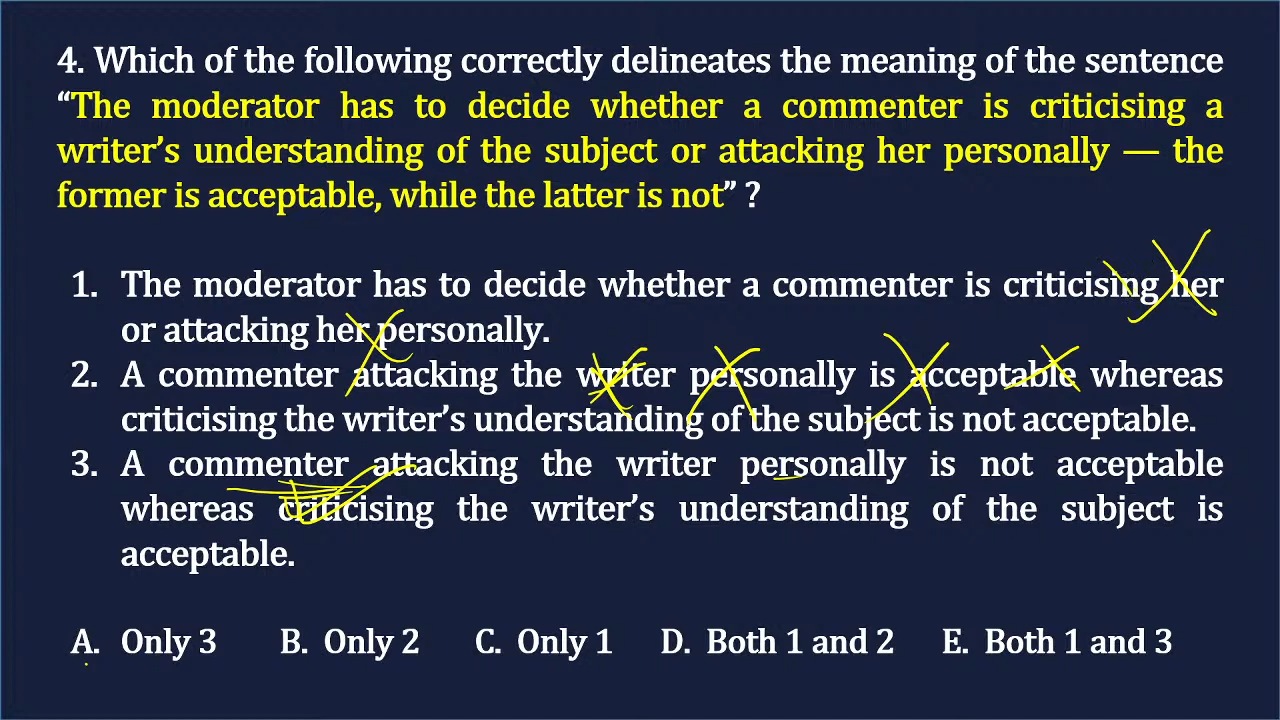 4. Which of the following correctly delineates the meaning of the sentence
“The moderator has to decide whether a commenter is criticising a
writer’s understanding of the subject or attacking her personally — the
former is acceptable, while the latter is not” ?
1. The moderator has to decide whether a commenter is criticising her
or attacking her personally.
2. A commenter attacking the writer personally is acceptable whereas
criticising the writer’s understanding of the subject is not acceptable.
3. A commenter attacking the writer personally is not acceptable
whereas criticising the writer’s understanding of the subject is
acceptable.
A. Only 3 B. Only 2 C. Only 1 D. Both 1 and 2 E. Both 1 and 3